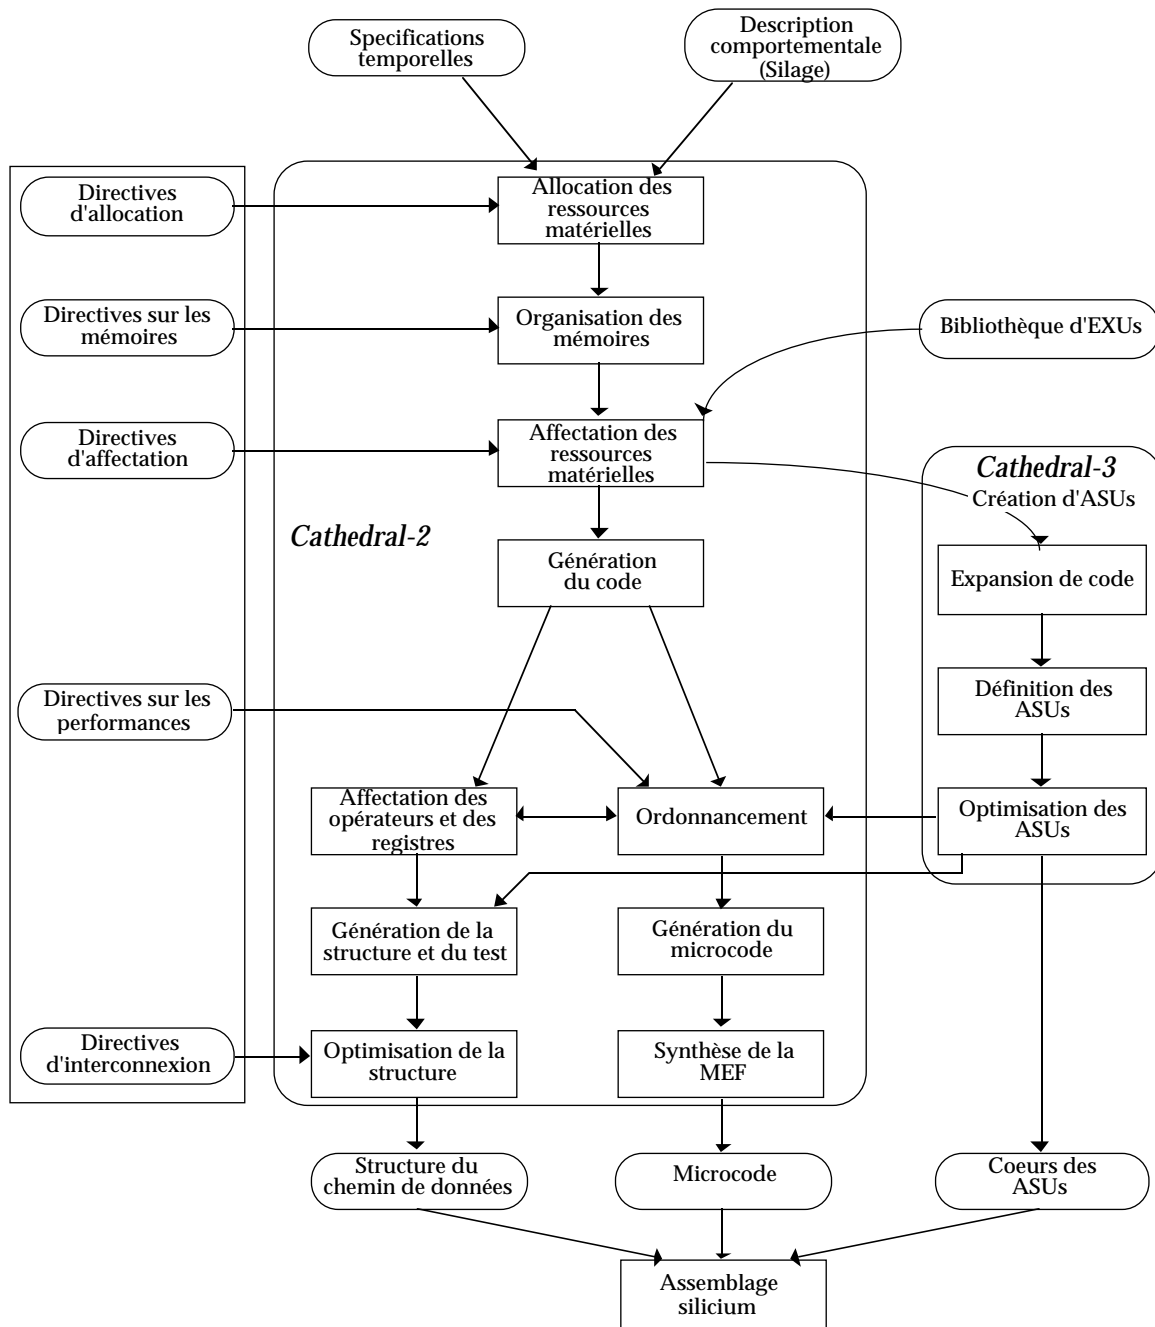 Specifications
temporelles
Description
comportementale
(Silage)
Directives
d'allocation
Allocation des
ressources
matérielles
Directives sur les
mémoires
Organisation des
mémoires
Bibliothèque d'EXUs
Directives
d'affectation
Affectation des
ressources
matérielles
Cathedral-3
Création d'ASUs
Cathedral-2
Génération
du code
Expansion de code
Directives sur les
performances
Définition des
ASUs
Affectation des
opérateurs et des
registres
Ordonnancement
Optimisation des
ASUs
Génération de la
structure et du test
Génération du
microcode
Directives
d'interconnexion
Optimisation de la
structure
Synthèse de la
MEF
Structure du
chemin de données
Microcode
Coeurs des
ASUs
Assemblage
silicium